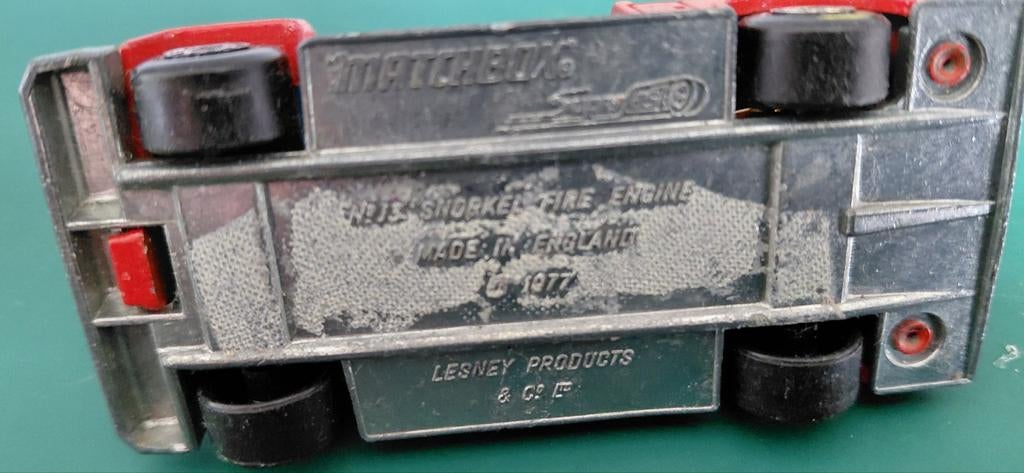 "MATCHBOX"®
Superfast
Nº 13 SNORKEL FIRE ENGINE
MADE IN ENGLAND
© 1977
LESNEY PRODUCTS
& Cº LTD